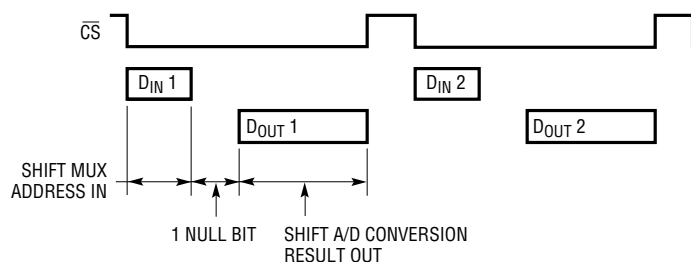 CS
DIN 1
DIN 2
DOUT 1
DOUT 2
SHIFT MUX
ADDRESS IN
1 NULL BIT
SHIFT A/D CONVERSION
RESULT OUT